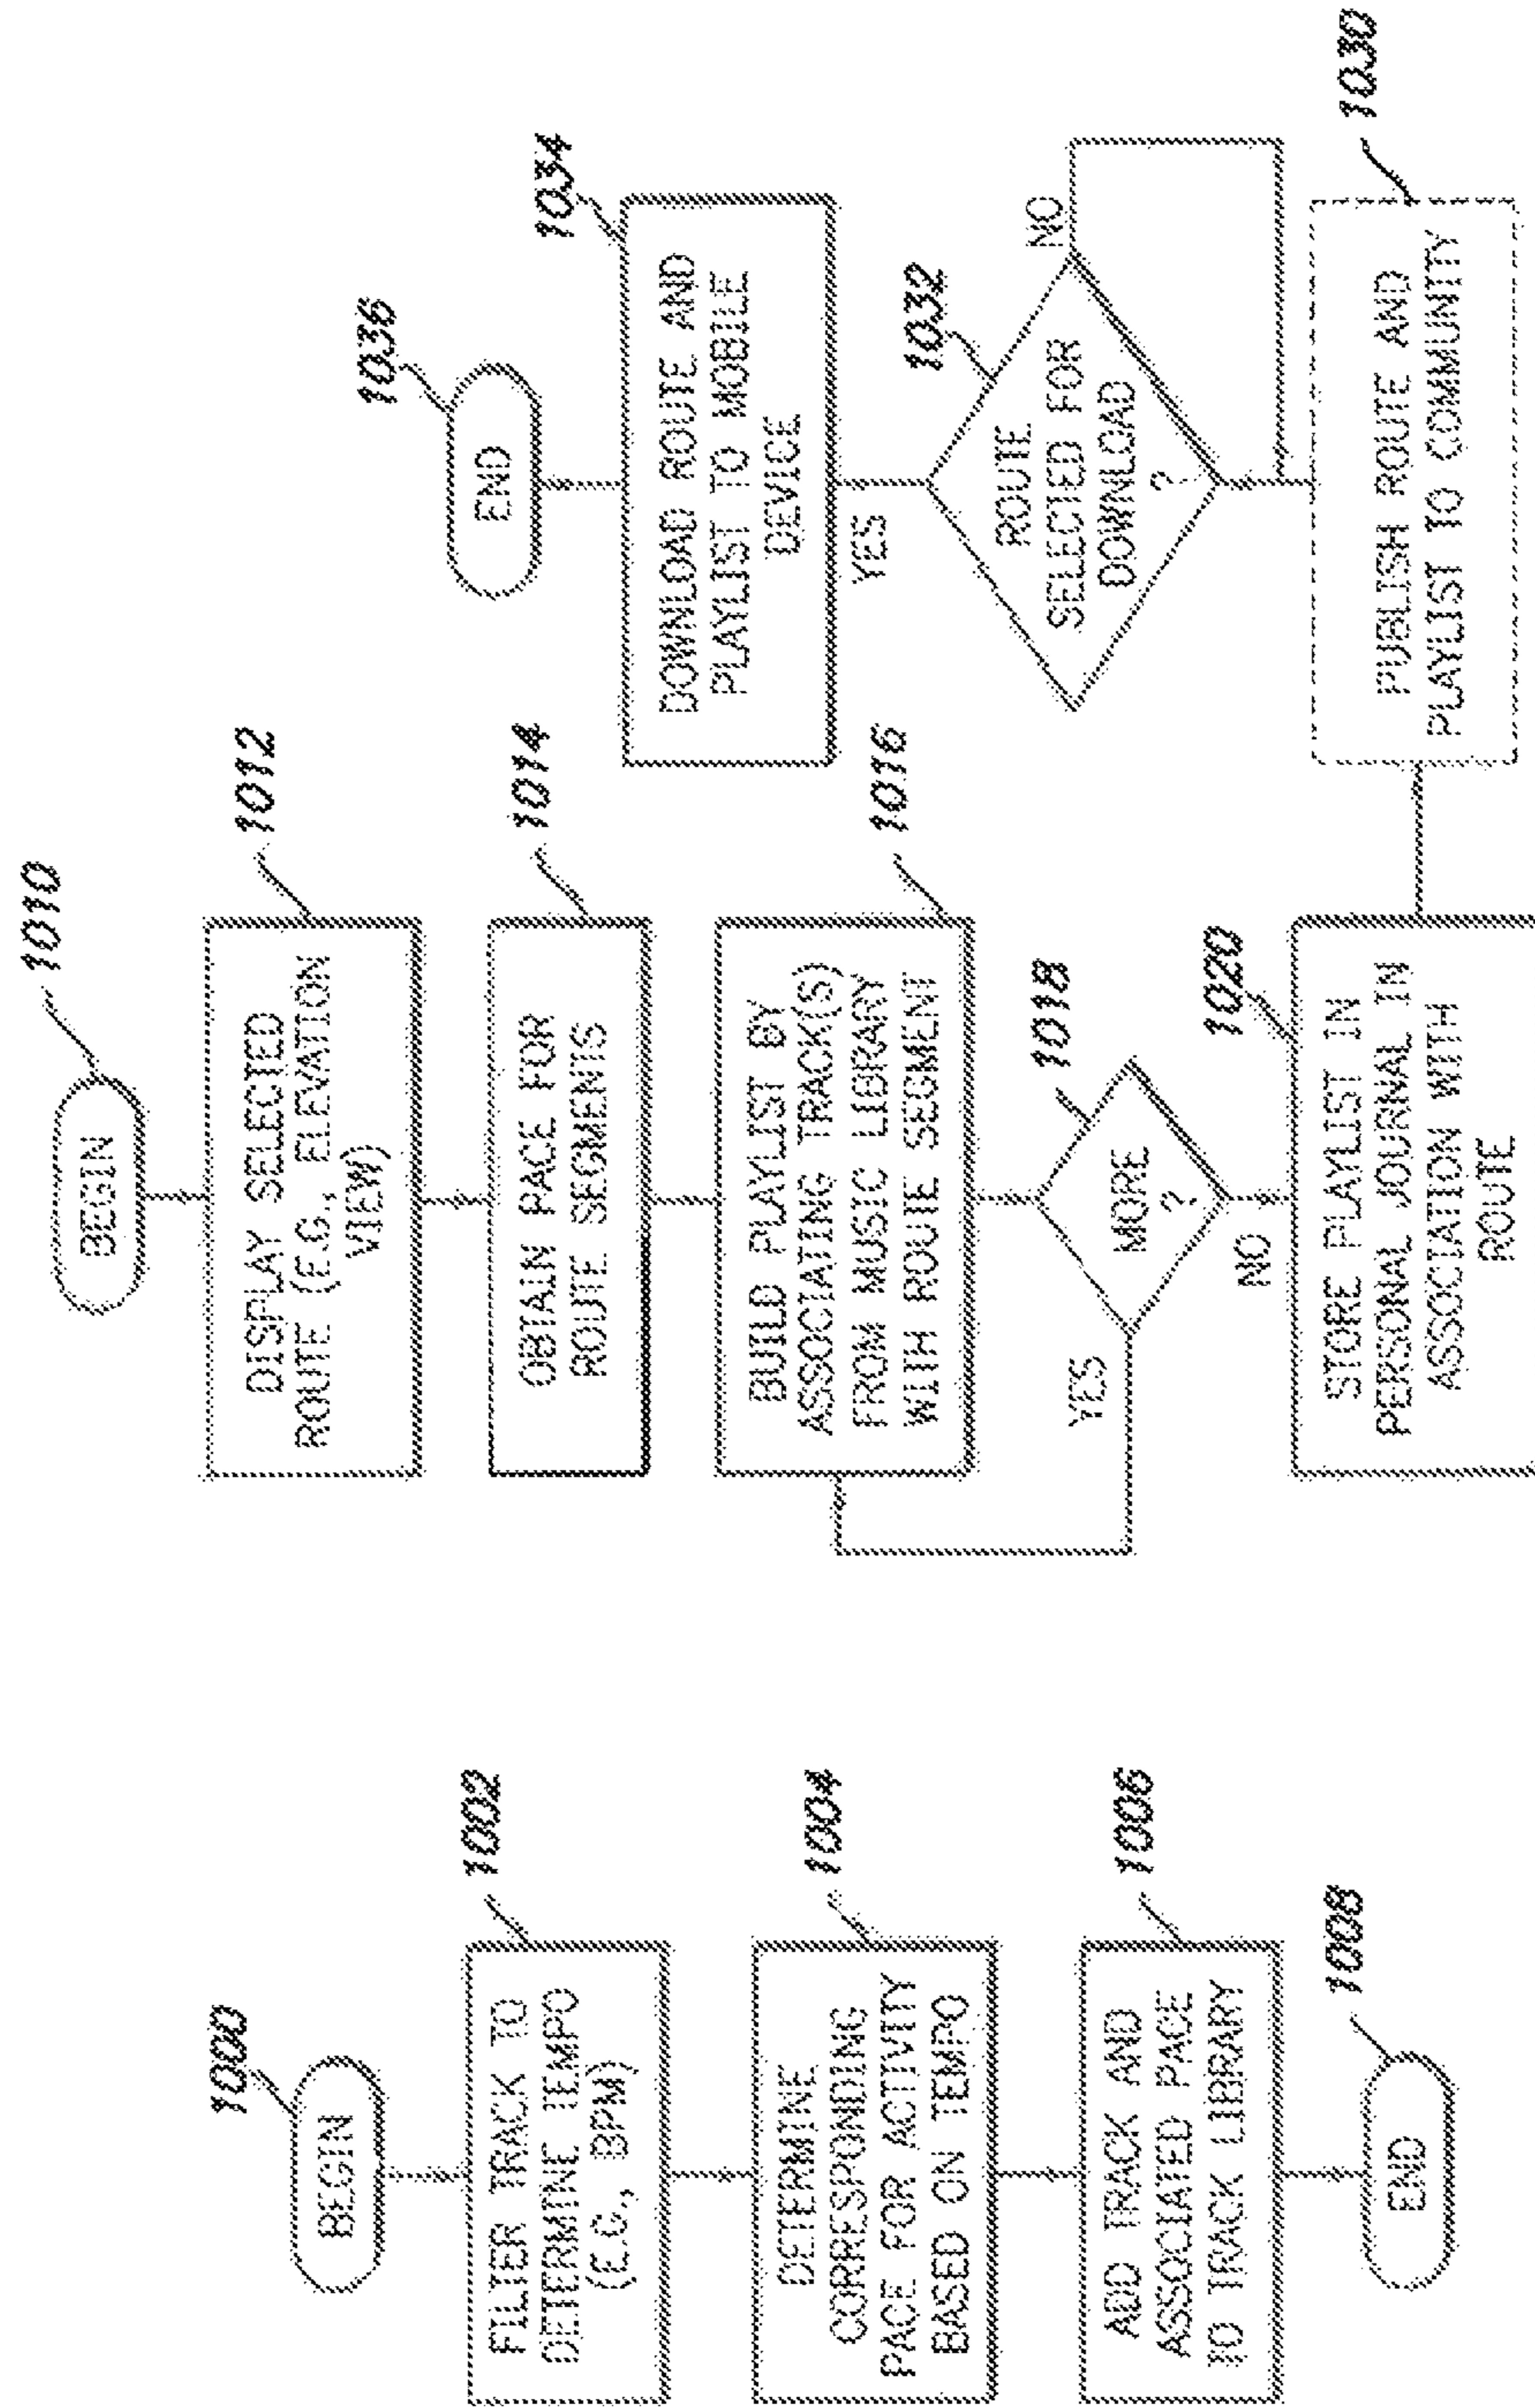 1000
BEGIN
1002
FILTER TRACK TO
DETERMINE TEMPO
(E.G., BPM)
1004
DETERMINE
CORRESPONDING
PACE FOR ACTIVITY
BASED ON TEMPO
1006
ADD TRACK AND
ASSOCIATED PACE
TO TRACK LIBRARY
1008
END
1010
BEGIN
1012
DISPLAY SELECTED
ROUTE (E.G., ELEVATION
VIEW)
1014
OBTAIN PACE FOR
ROUTE SEGMENTS
1016
BUILD PLAYLIST BY
ASSOCIATING TRACK(S)
FROM MUSIC LIBRARY
WITH ROUTE SEGMENT
1018
MORE
?
YES
NO
1020
STORE PLAYLIST IN
PERSONAL JOURNAL IN
ASSOCIATION WITH
ROUTE
1030
PUBLISH ROUTE AND
PLAYLIST TO COMMUNITY
1032
ROUTE
SELECTED FOR
DOWNLOAD
?
NO
YES
1034
DOWNLOAD ROUTE AND
PLAYLIST TO MOBILE
DEVICE
1036
END